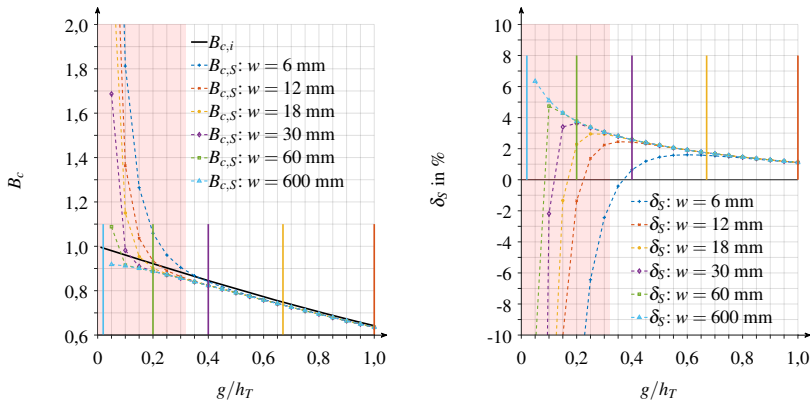 2,0
1,8
1,6
1,4
1,2
1,0
0,8
0,6
B_c
0
0,2
0,4
0,6
0,8
1,0
g/h_T
B_{c,i}
B_{c,S}: w = 6 mm
B_{c,S}: w = 12 mm
B_{c,S}: w = 18 mm
B_{c,S}: w = 30 mm
B_{c,S}: w = 60 mm
B_{c,S}: w = 600 mm
10
8
6
4
2
0
-2
-4
-6
-8
-10
δ_S in %
0
0,2
0,4
0,6
0,8
1,0
g/h_T
δ_S: w = 6 mm
δ_S: w = 12 mm
δ_S: w = 18 mm
δ_S: w = 30 mm
δ_S: w = 60 mm
δ_S: w = 600 mm